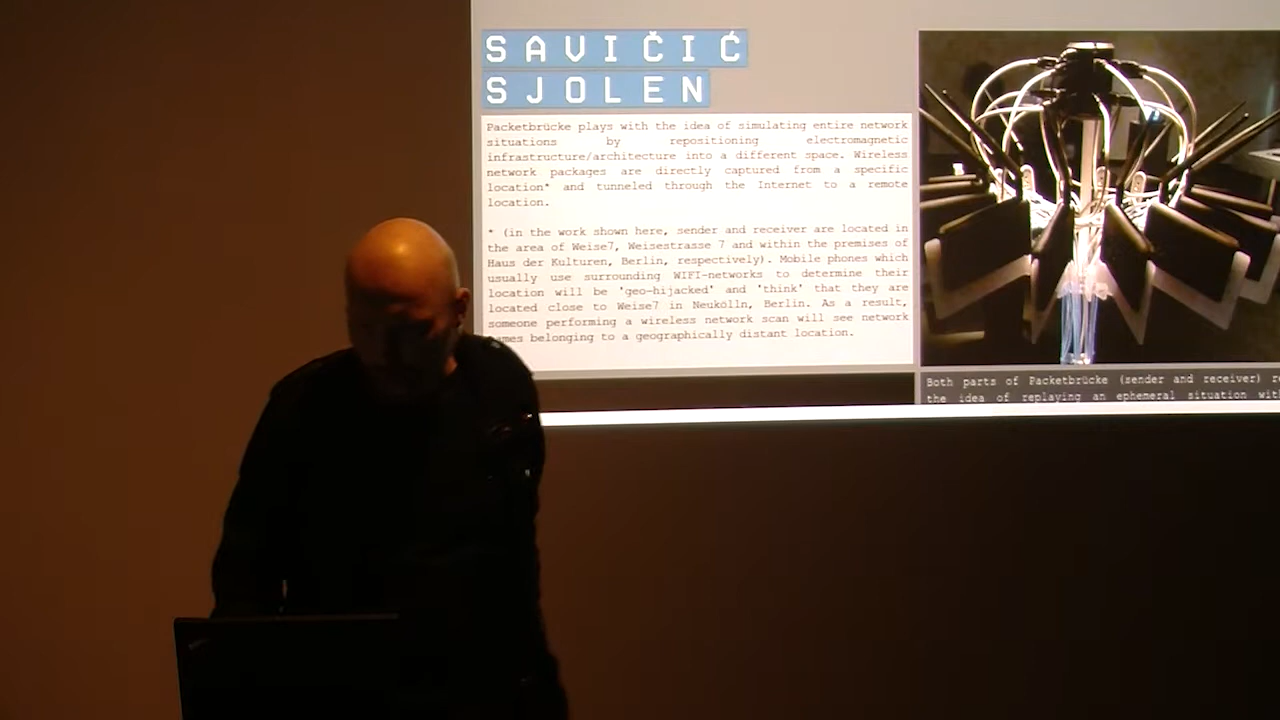 SAVIČIĆ
SJOLEN
Packetbrücke plays with the idea of simulating entire network
situations by repositioning electromagnetic
infrastructure/architecture into a different space. Wireless
network packages are directly captured from a specific
location* and tunneled through the Internet to a remote
location.
* (in the work shown here, sender and receiver are located in
the area of Weise7, Weisestrasse 7 and within the premises of
Haus der Kulturen, Berlin, respectively). Mobile phones which
usually use surrounding WIFI-networks to determine their
location will be 'geo-hijacked' and 'think' that they are
located close to Weise7 in Neukölln, Berlin. As a result,
someone performing a wireless network scan will see network
ames belonging to a geographically distant location.
Both parts of Packetbrücke (sender and receiver) r
the idea of replaying an ephemeral situation wit